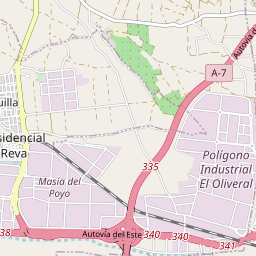 Autovía d
A-7
uilla
sidencial
Reva
335
Polígono
Industrial
El Oliveral
Masía del
Poyo
38
Autovía del Este
340
340
341